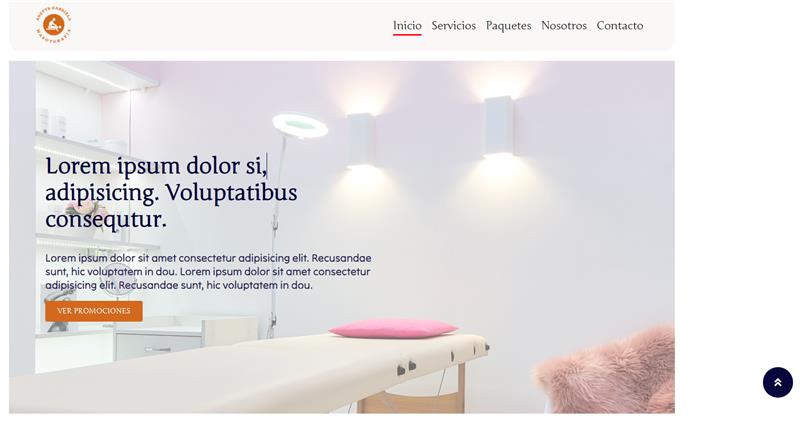 Inicio Servicios Paquetes Nosotros Contacto
Lorem ipsum dolor si,
adipisicing. Voluptatibus
consequtur.
Lorem ipsum dolor sit amet consectetur adipisicing elit. Recusandae
sunt, hic voluptatem in dou. Lorem ipsum dolor sit amet consectetur
adipisicing elit. Recusandae sunt, hic voluptatem in dou.
VER PROMOCIONES